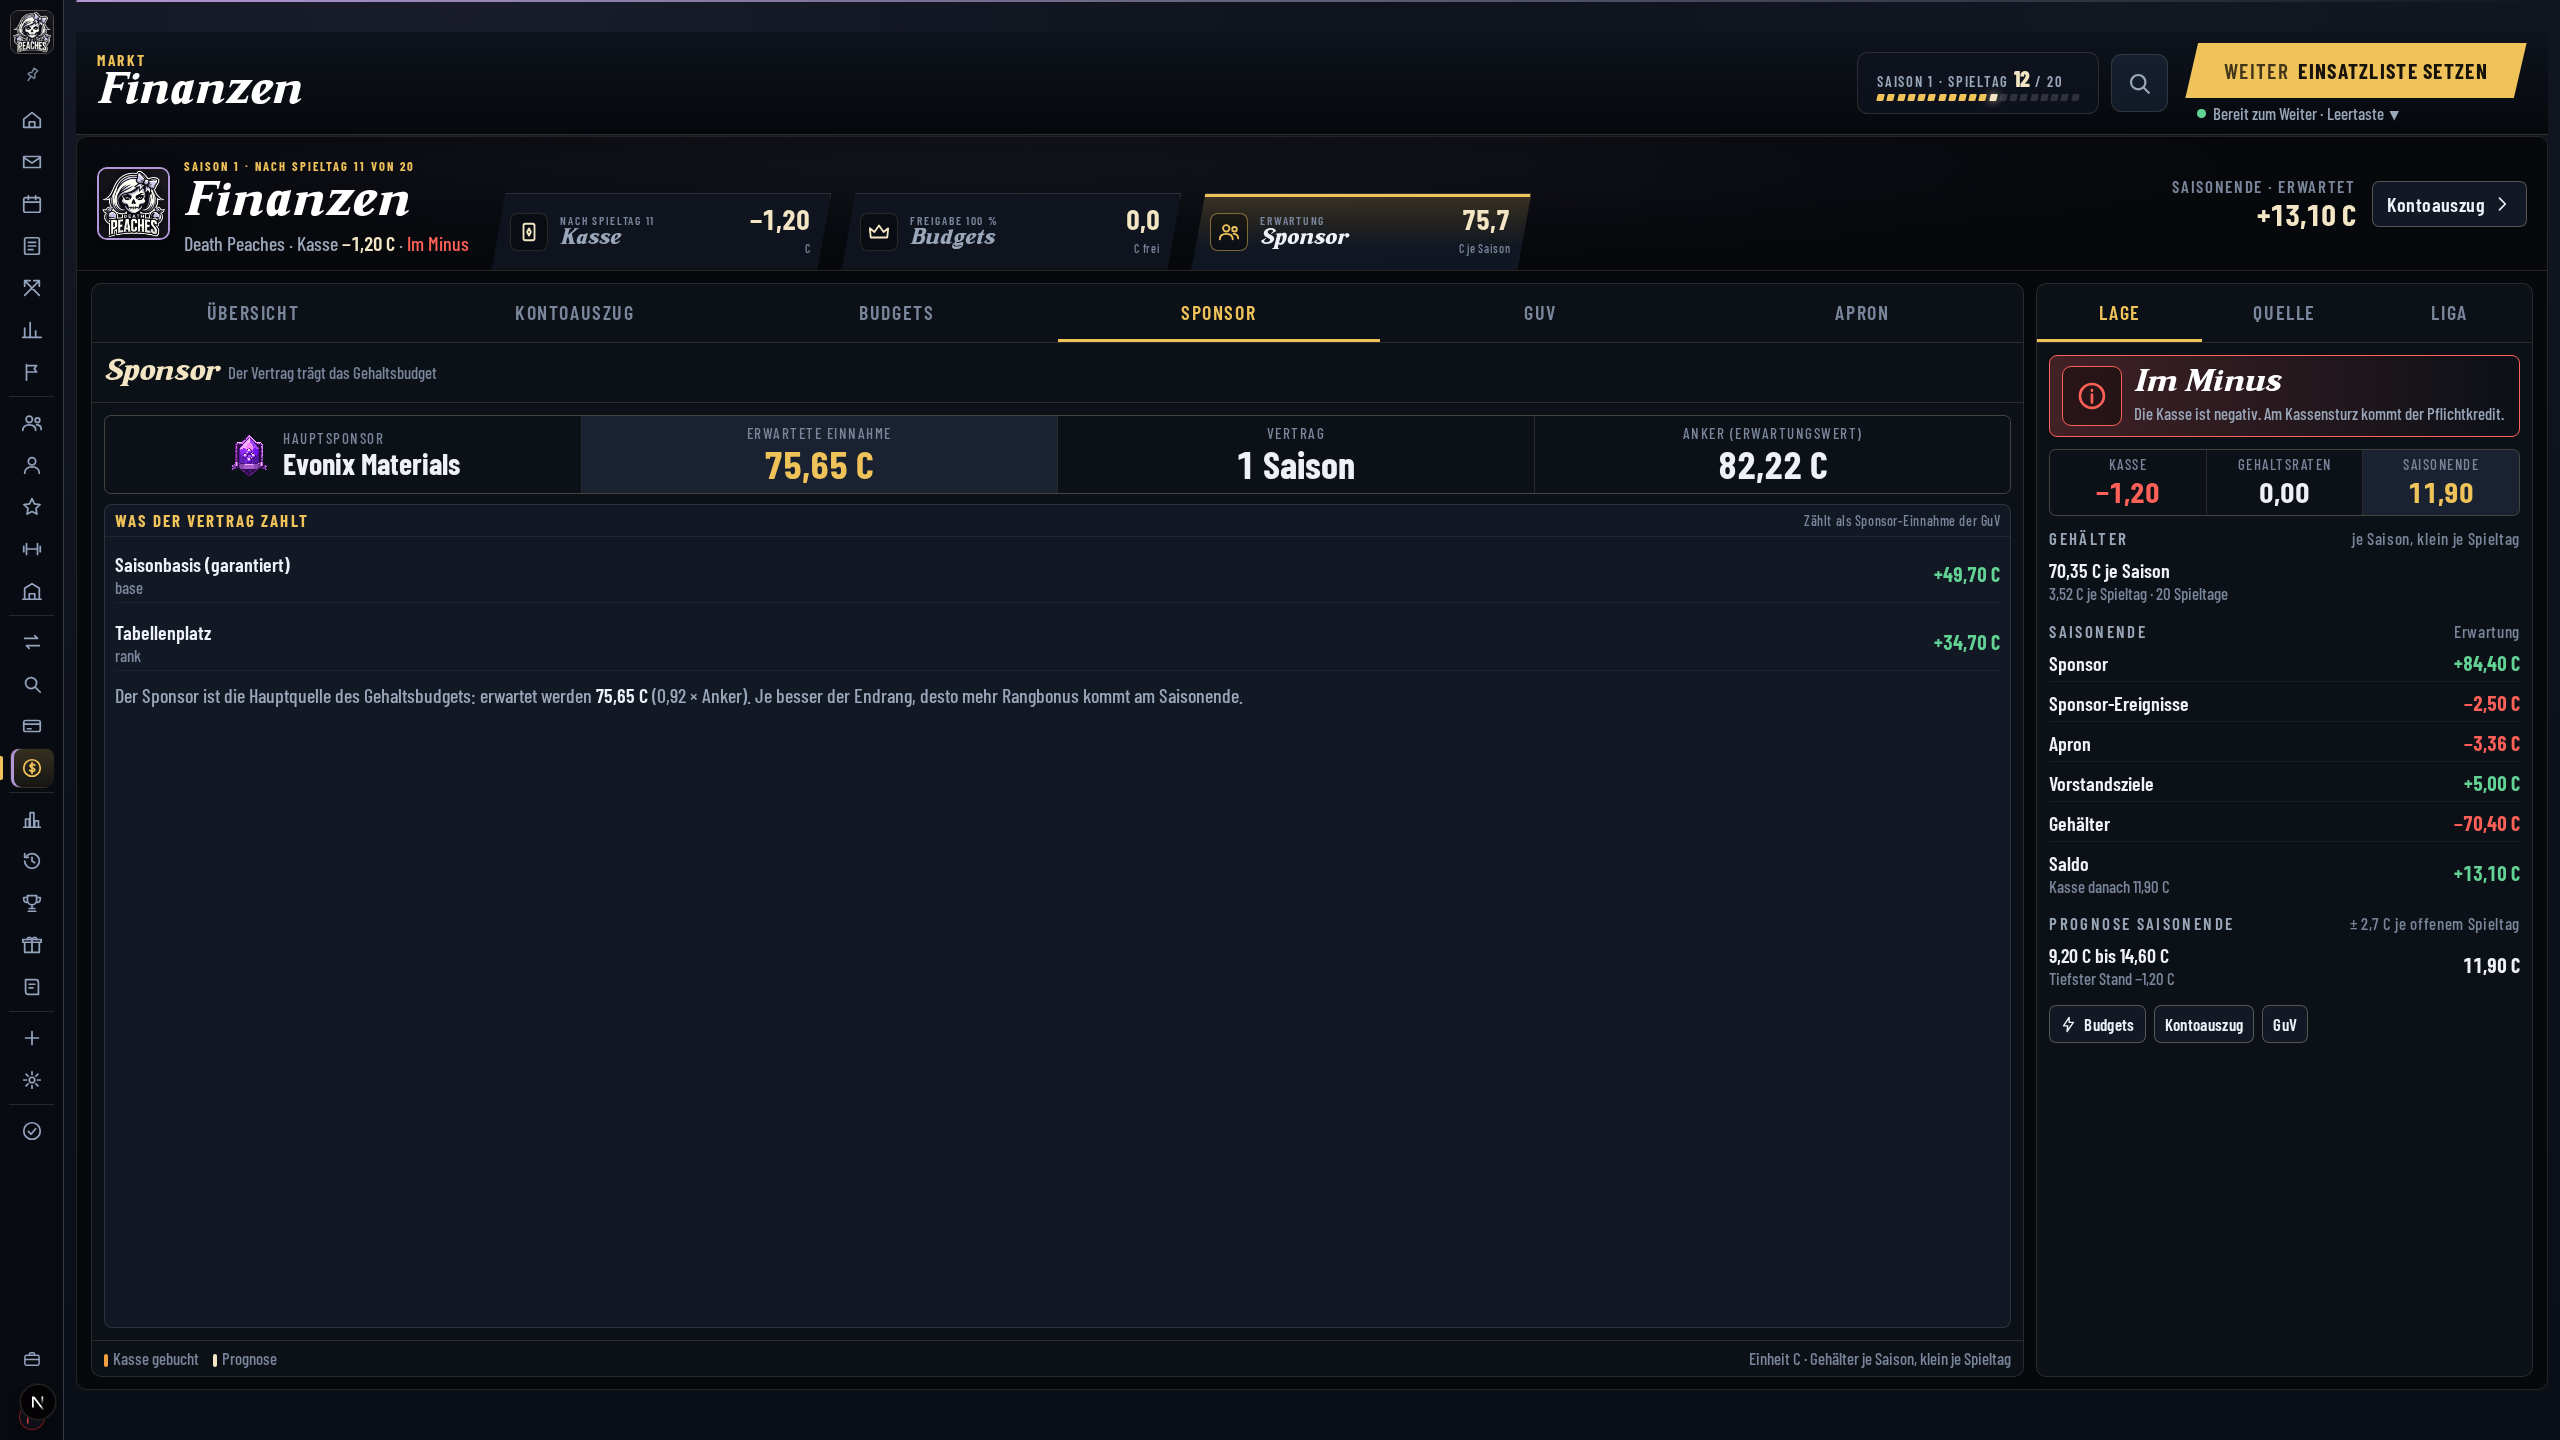 PEACHES
MARKT
Finanzen
SAISON 1 · SPIELTAG 12 / 20
WEITER EINSATZLISTE SETZEN
Bereit zum Weiter · Leertaste ▼
DEATH
PEACHES
SAISON 1 · NACH SPIELTAG 11 VON 20
Finanzen
Death Peaches · Kasse −1,20 C · Im Minus
NACH SPIELTAG 11
Kasse
−1,20
C
FREIGABE 100 %
Budgets
0,0
C frei
ERWARTUNG
Sponsor
75,7
C je Saison
SAISONENDE · ERWARTET
+13,10 C
Kontoauszug
ÜBERSICHT
KONTOAUSZUG
BUDGETS
SPONSOR
GUV
APRON
Sponsor Der Vertrag trägt das Gehaltsbudget
HAUPTSPONSOR
Evonix Materials
ERWARTETE EINNAHME
75,65 C
VERTRAG
1 Saison
ANKER (ERWARTUNGSWERT)
82,22 C
WAS DER VERTRAG ZAHLT
Zählt als Sponsor-Einnahme der GuV
Saisonbasis (garantiert)
base
+49,70 C
Tabellenplatz
rank
+34,70 C
Der Sponsor ist die Hauptquelle des Gehaltsbudgets: erwartet werden 75,65 C (0,92 × Anker). Je besser der Endrang, desto mehr Rangbonus kommt am Saisonende.
Kasse gebucht
Prognose
Einheit C · Gehälter je Saison, klein je Spieltag
LAGE
QUELLE
LIGA
Im Minus
Die Kasse ist negativ. Am Kassensturz kommt der Pflichtkredit.
KASSE
−1,20
GEHALTSRATEN
0,00
SAISONENDE
11,90
GEHÄLTER
je Saison, klein je Spieltag
70,35 C je Saison
3,52 C je Spieltag · 20 Spieltage
SAISONENDE
Erwartung
Sponsor
+84,40 C
Sponsor-Ereignisse
−2,50 C
Apron
−3,36 C
Vorstandsziele
+5,00 C
Gehälter
−70,40 C
Saldo
Kasse danach 11,90 C
+13,10 C
PROGNOSE SAISONENDE
± 2,7 C je offenem Spieltag
9,20 C bis 14,60 C
Tiefster Stand −1,20 C
11,90 C
Budgets
Kontoauszug
GuV
N